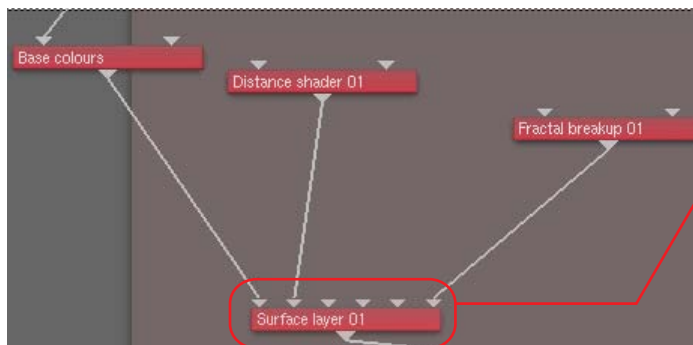 Base colours
Distance shader 01
Fractal breakup 01
Surface layer 01